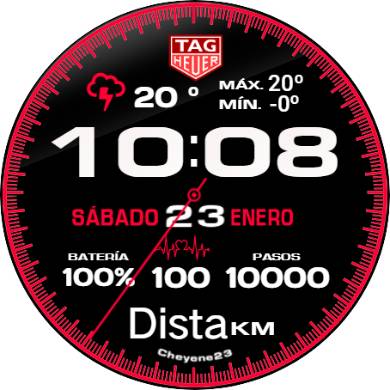 TAG
HEUER
20 º MÁX. 20º
MÍN. -0º
10:08
SÁBADO 23 ENERO
BATERÍA PASOS
100% 100 10000
Dista KM
Cheyene23